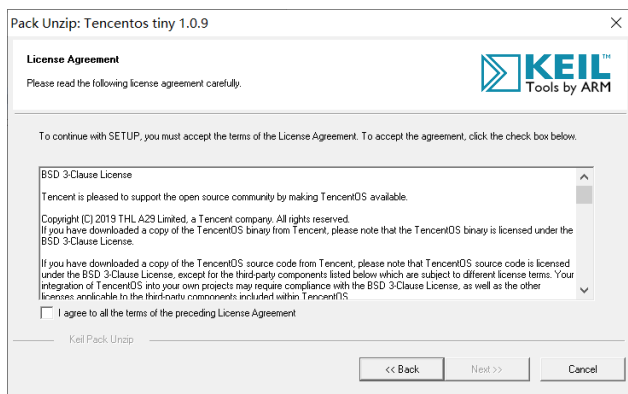 Pack Unzip: Tencentos tiny 1.0.9
License Agreement
Please read the following license agreement carefully.
KEIL™
Tools by ARM
To continue with SETUP, you must accept the terms of the License Agreement. To accept the agreement, click the check box below.
BSD 3-Clause License
Tencent is pleased to support the open source community by making TencentOS available.
Copyright (C) 2019 THL A29 Limited, a Tencent company. All rights reserved.
If you have downloaded a copy of the TencentOS binary from Tencent, please note that the TencentOS binary is licensed under the
BSD 3-Clause License.
If you have downloaded a copy of the TencentOS source code from Tencent, please note that TencentOS source code is licensed
under the BSD 3-Clause License, except for the third-party components listed below which are subject to different license terms. Your
integration of TencentOS into your own projects may require compliance with the BSD 3-Clause License, as well as the other
licenses applicable to the third-party components included within TencentOS.
I agree to all the terms of the preceding License Agreement
Keil Pack Unzip
<< Back
Next >>
Cancel